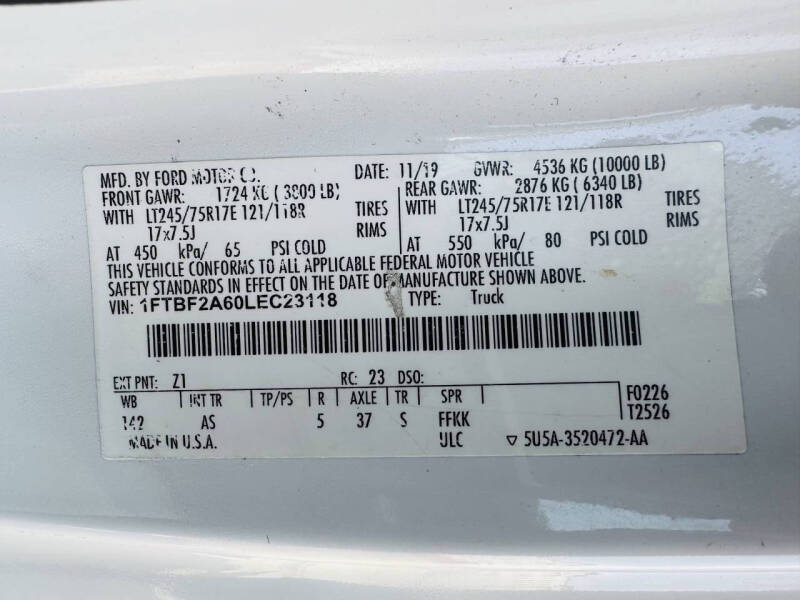 MFD. BY FORD MOTOR CO. DATE: 11/19 GVWR: 4536 KG (10000 LB)
FRONT GAWR: 1724 KG ( 3800 LB) REAR GAWR: 2876 KG ( 6340 LB)
WITH LT245/75R17E 121/118R TIRES WITH LT245/75R17E 121/118R TIRES
17x7.5J RIMS 17x7.5J RIMS
AT 450 kPa/ 65 PSI COLD AT 550 kPa/ 80 PSI COLD
THIS VEHICLE CONFORMS TO ALL APPLICABLE FEDERAL MOTOR VEHICLE
SAFETY STANDARDS IN EFFECT ON THE DATE OF MANUFACTURE SHOWN ABOVE.
VIN: 1FTBF2A60LEC23118 TYPE: Truck
EXT PNT: Z1 RC: 23 DSO:
WB INT TR TP/PS R AXLE TR SPR F0226
142 AS 5 37 S FFKK T2526
MADE IN U.S.A. ULC ▽ 5U5A-3520472-AA